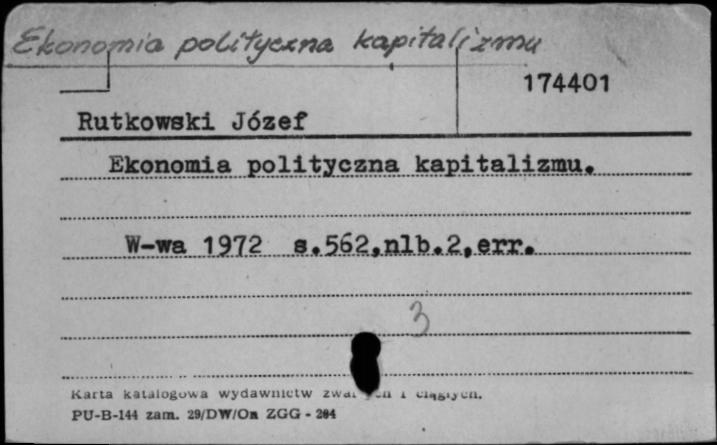 Ekonomia polityczna kapitalizmu
174401
Rutkowski Józef
Ekonomia polityczna kapitalizmu.
W-wa 1972 s.562,nlb.2,err.
3
Karta katalogowa wydawnictw i ciągłych.
PU-B-144 zam. 29/DW/Oa ZGG - 284